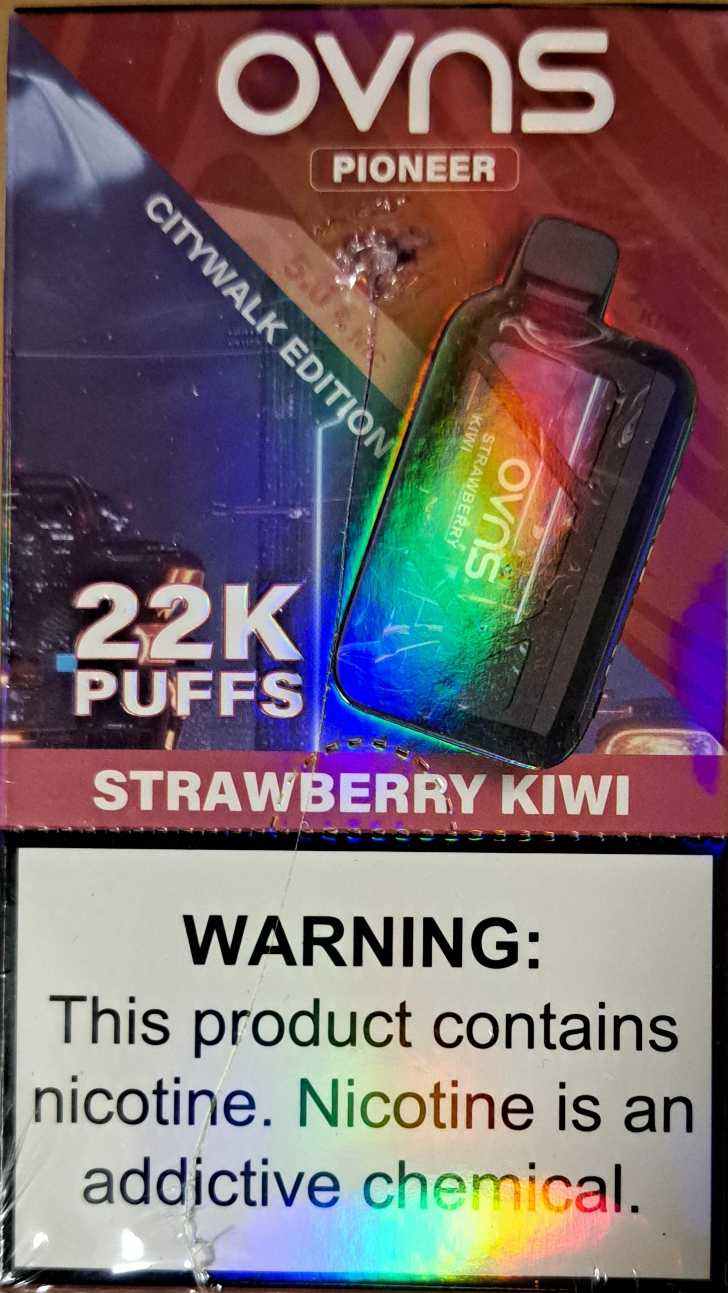 OVNS
PIONEER
CITYWALK EDITION
OVNS
STRAWBERRY
KIWI
22K
PUFFS
STRAWBERRY KIWI
WARNING:
This product contains
nicotine. Nicotine is an
addictive chemical.